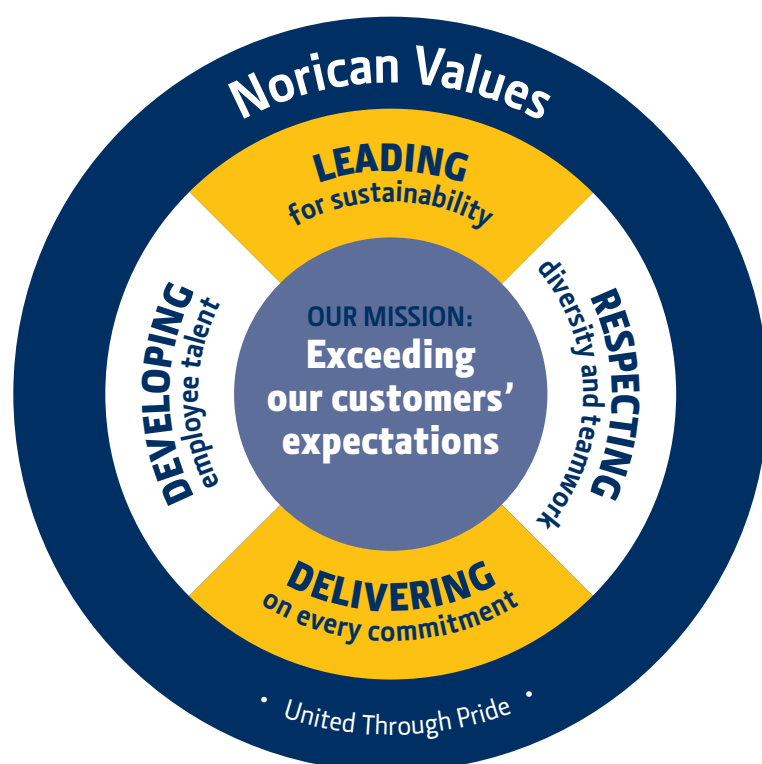 Norican Values
LEADING
for sustainability
RESPECTING
diversity and teamwork
DELIVERING
on every commitment
DEVELOPING
employee talent
OUR MISSION:
Exceeding
our customers’
expectations
• United Through Pride •